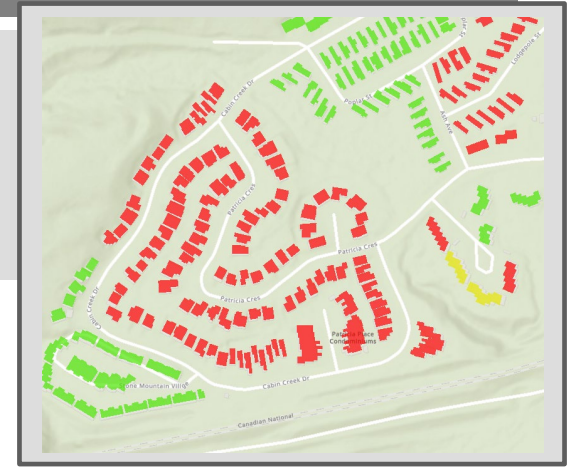 Lodgepole St
Cabin Creek Dr
Poplar St
Ash Ave
Patricia Cres
Patricia Cres
Patricia Cres
Cabin Creek Dr
Patricia Place
Condominiums
Cabin Creek Dr
Canadian National